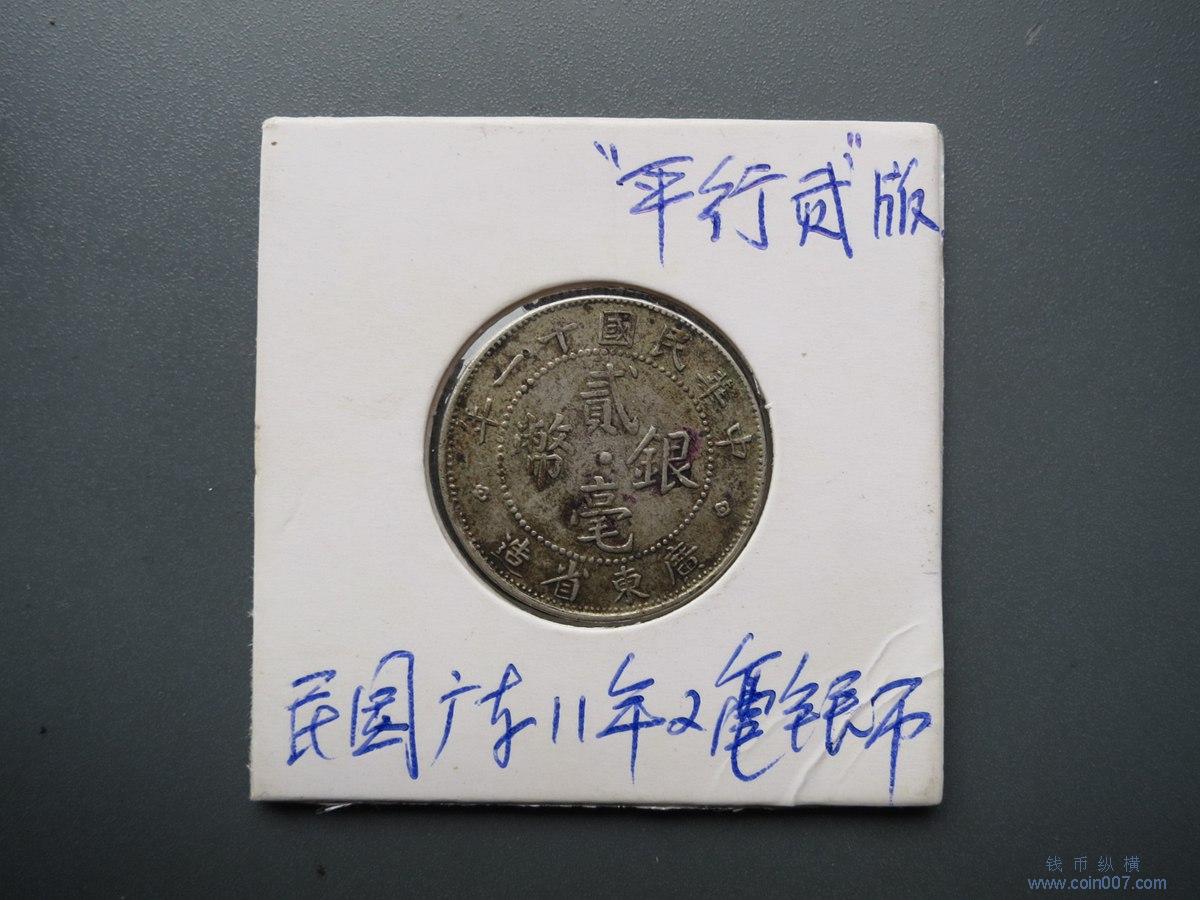 "平行贰"版
中華民國十一年
貳毫
銀幣
廣東省造
民国广东11年2毫银币
钱币纵横
www.coin007.com